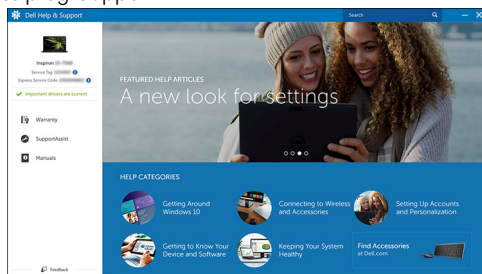 Dell Help & Support
Search
Inspiron
Service Tag
Express Service Code
Important drivers are current
Warranty
SupportAssist
Manuals
Feedback
FEATURED HELP ARTICLES
A new look for settings
HELP CATEGORIES
Getting Around
Windows 10
Connecting to Wireless
and Accessories
Setting Up Accounts
and Personalization
Getting to Know Your
Device and Software
Keeping Your System
Healthy
Find Accessories
at Dell.com